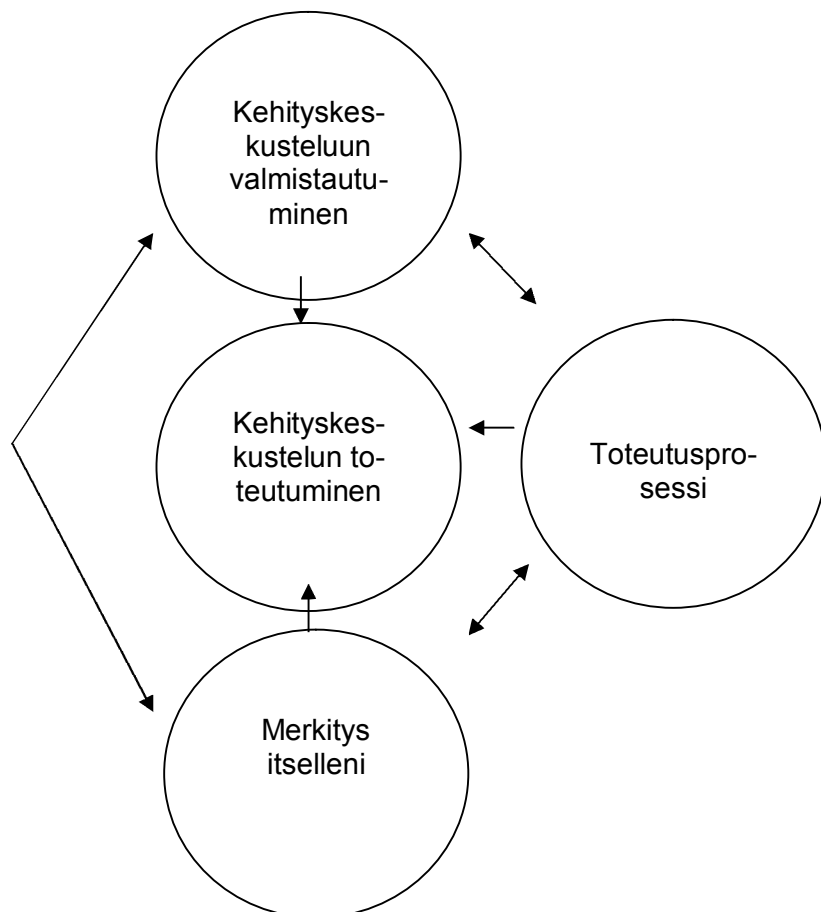 Kehityskes-
kusteluun
valmistautu-
minen
Kehityskes-
kustelun to-
teutuminen
Toteutuspro-
sessi
Merkitys
itselleni